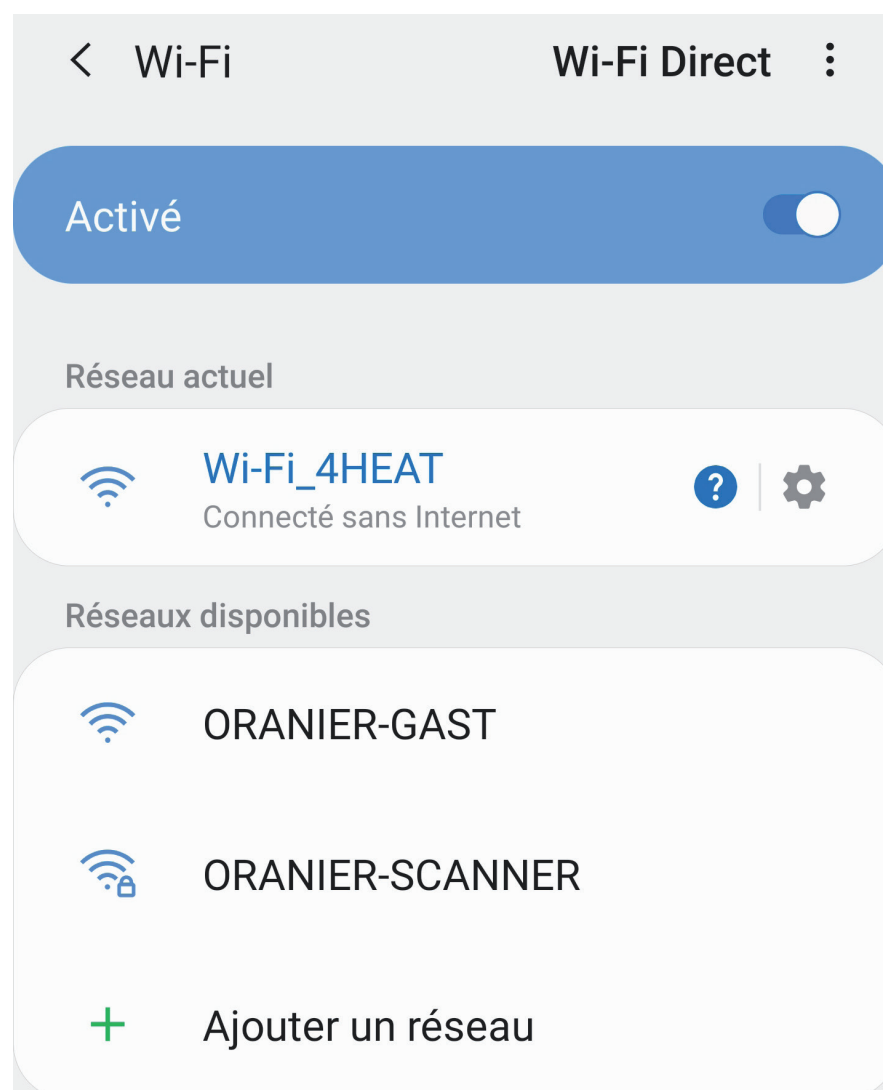 Wi-Fi Wi-Fi Direct
Activé
Réseau actuel
Wi-Fi_4HEAT
Connecté sans Internet
Réseaux disponibles
ORANIER-GAST
ORANIER-SCANNER
Ajouter un réseau